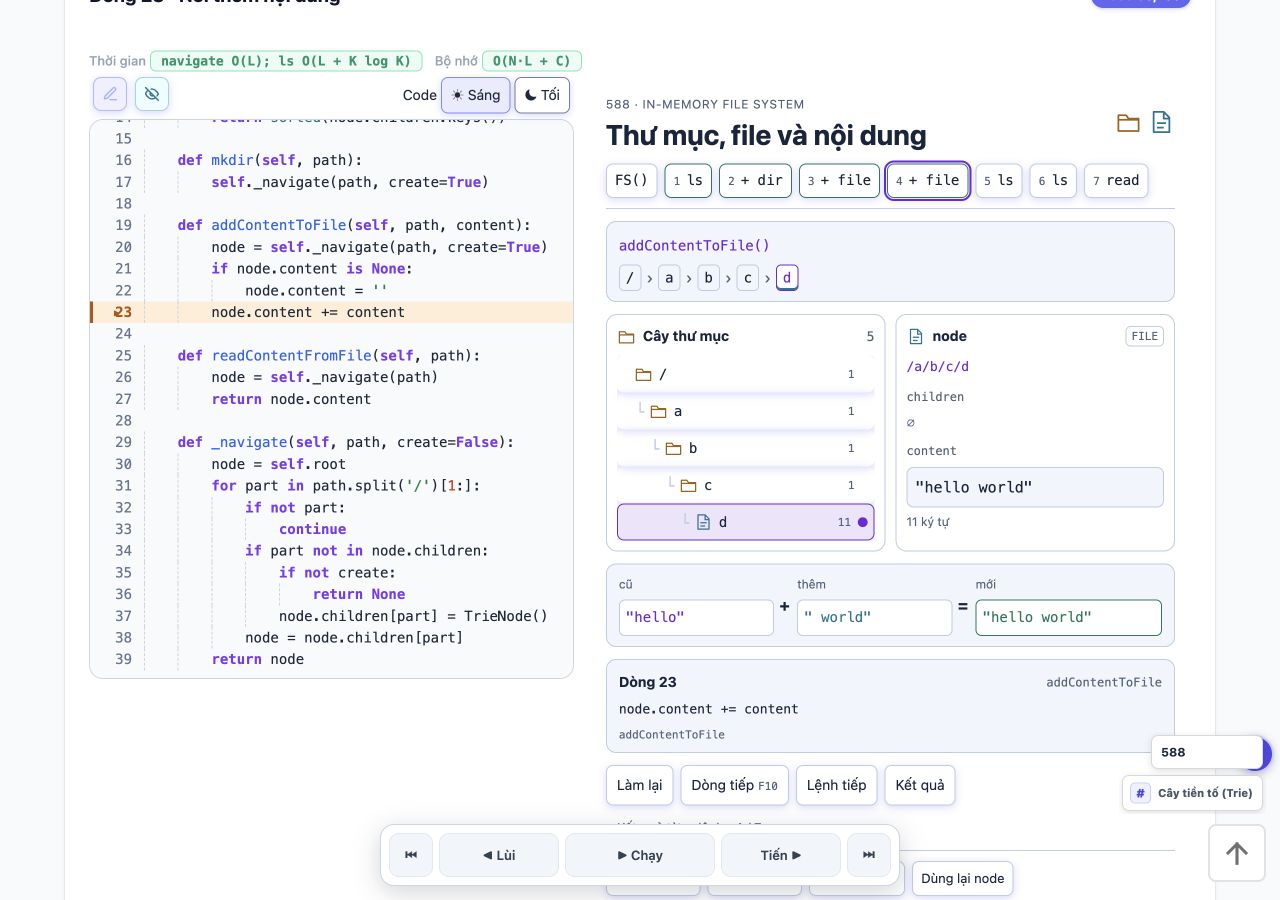 Thời gian navigate O(L); ls O(L + K log K) Bộ nhớ O(N·L + C)
Code ☀ Sáng Tối
15
16 def mkdir(self, path):
17 self._navigate(path, create=True)
18
19 def addContentToFile(self, path, content):
20 node = self._navigate(path, create=True)
21 if node.content is None:
22 node.content = ''
23 node.content += content
24
25 def readContentFromFile(self, path):
26 node = self._navigate(path)
27 return node.content
28
29 def _navigate(self, path, create=False):
30 node = self.root
31 for part in path.split('/')[1:]:
32 if not part:
33 continue
34 if part not in node.children:
35 if not create:
36 return None
37 node.children[part] = TrieNode()
38 node = node.children[part]
39 return node
588 · IN-MEMORY FILE SYSTEM
Thư mục, file và nội dung
FS() 1 ls 2 + dir 3 + file 4 + file 5 ls 6 ls 7 read
addContentToFile()
/ › a › b › c › d
Cây thư mục 5
/ 1
a 1
b 1
c 1
d 11
node FILE
/a/b/c/d
children
∅
content
"hello world"
11 ký tự
cũ thêm mới
"hello" + " world" = "hello world"
Dòng 23 addContentToFile
node.content += content
addContentToFile
Làm lại Dòng tiếp F10 Lệnh tiếp Kết quả
588
# Cây tiền tố (Trie)
⏮ ◀ Lùi ▶ Chạy Tiến ▶ ⏭
Dùng lại node